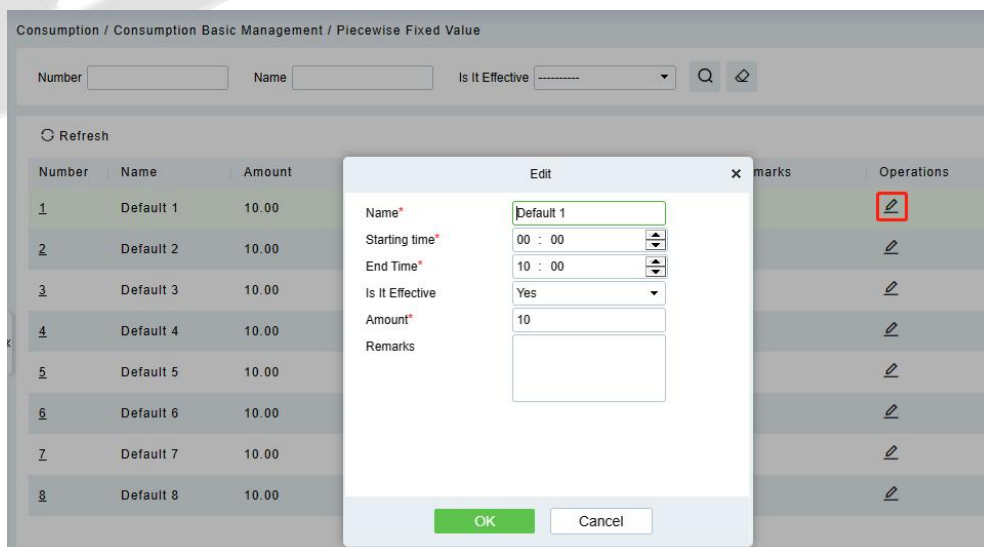 Consumption / Consumption Basic Management / Piecewise Fixed Value
Number Name Is It Effective ----------
Refresh
Number Name Amount marks Operations
1 Default 1 10.00
2 Default 2 10.00
3 Default 3 10.00
4 Default 4 10.00
5 Default 5 10.00
6 Default 6 10.00
7 Default 7 10.00
8 Default 8 10.00
Edit
Name* Default 1
Starting time* 00 : 00
End Time* 10 : 00
Is It Effective Yes
Amount* 10
Remarks
OK Cancel